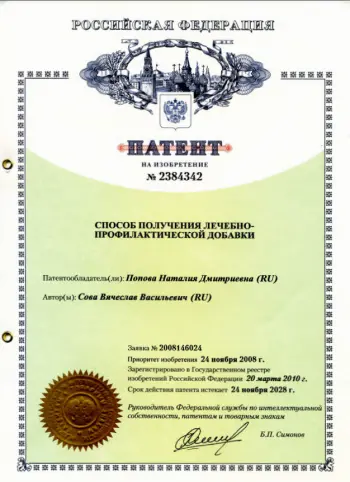 РОССИЙСКАЯ ФЕДЕРАЦИЯ
ПАТЕНТ
НА ИЗОБРЕТЕНИЕ
№ 2384342
СПОСОБ ПОЛУЧЕНИЯ ЛЕЧЕБНО-
ПРОФИЛАКТИЧЕСКОЙ ДОБАВКИ
Патентообладатель(ли): Попова Наталия Дмитриевна (RU)
Автор(ы): Сова Вячеслав Васильевич (RU)
Заявка № 2008146024
Приоритет изобретения 24 ноября 2008 г.
Зарегистрировано в Государственном реестре
изобретений Российской Федерации 20 марта 2010 г.
Срок действия патента истекает 24 ноября 2028 г.
Руководитель Федеральной службы по интеллектуальной
собственности, патентам и товарным знакам
Б.П. Симонов